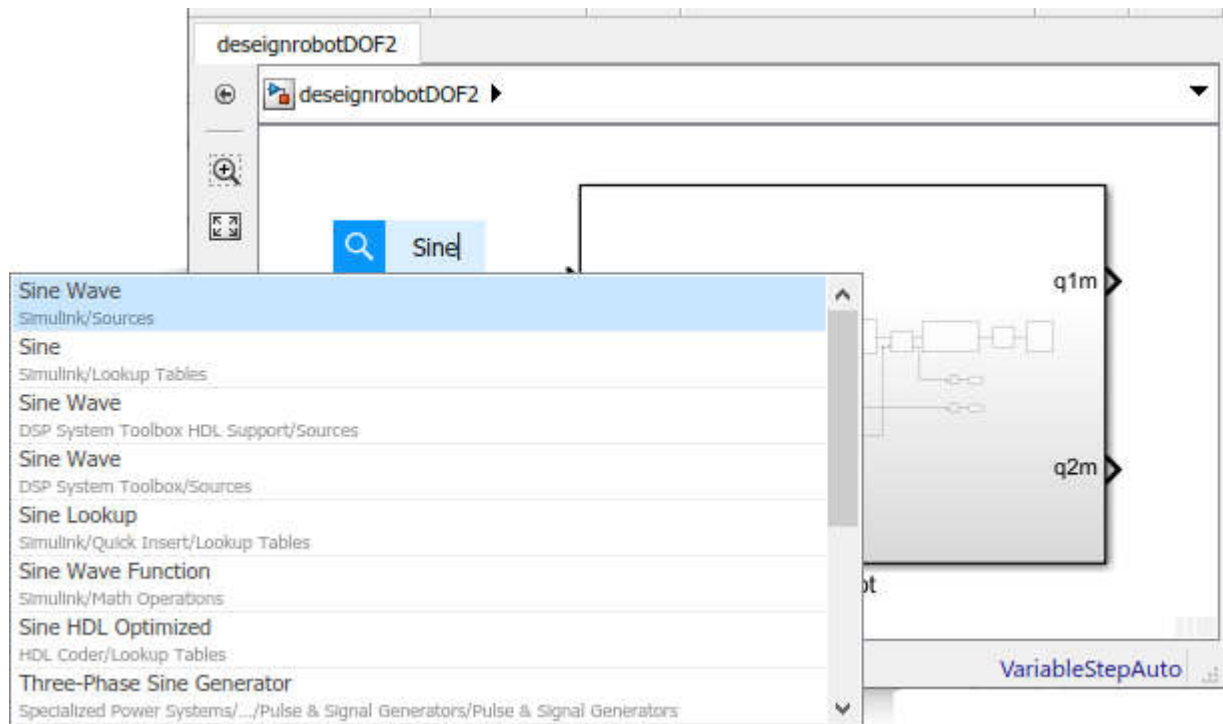 deseignrobotDOF2
deseignrobotDOF2
Sine
Sine Wave
Simulink/Sources
Sine
Simulink/Lookup Tables
Sine Wave
DSP System Toolbox HDL Support/Sources
Sine Wave
DSP System Toolbox/Sources
Sine Lookup
Simulink/Quick Insert/Lookup Tables
Sine Wave Function
Simulink/Math Operations
Sine HDL Optimized
HDL Coder/Lookup Tables
Three-Phase Sine Generator
Specialized Power Systems/.../Pulse & Signal Generators/Pulse & Signal Generators
q1m
q2m
VariableStepAuto